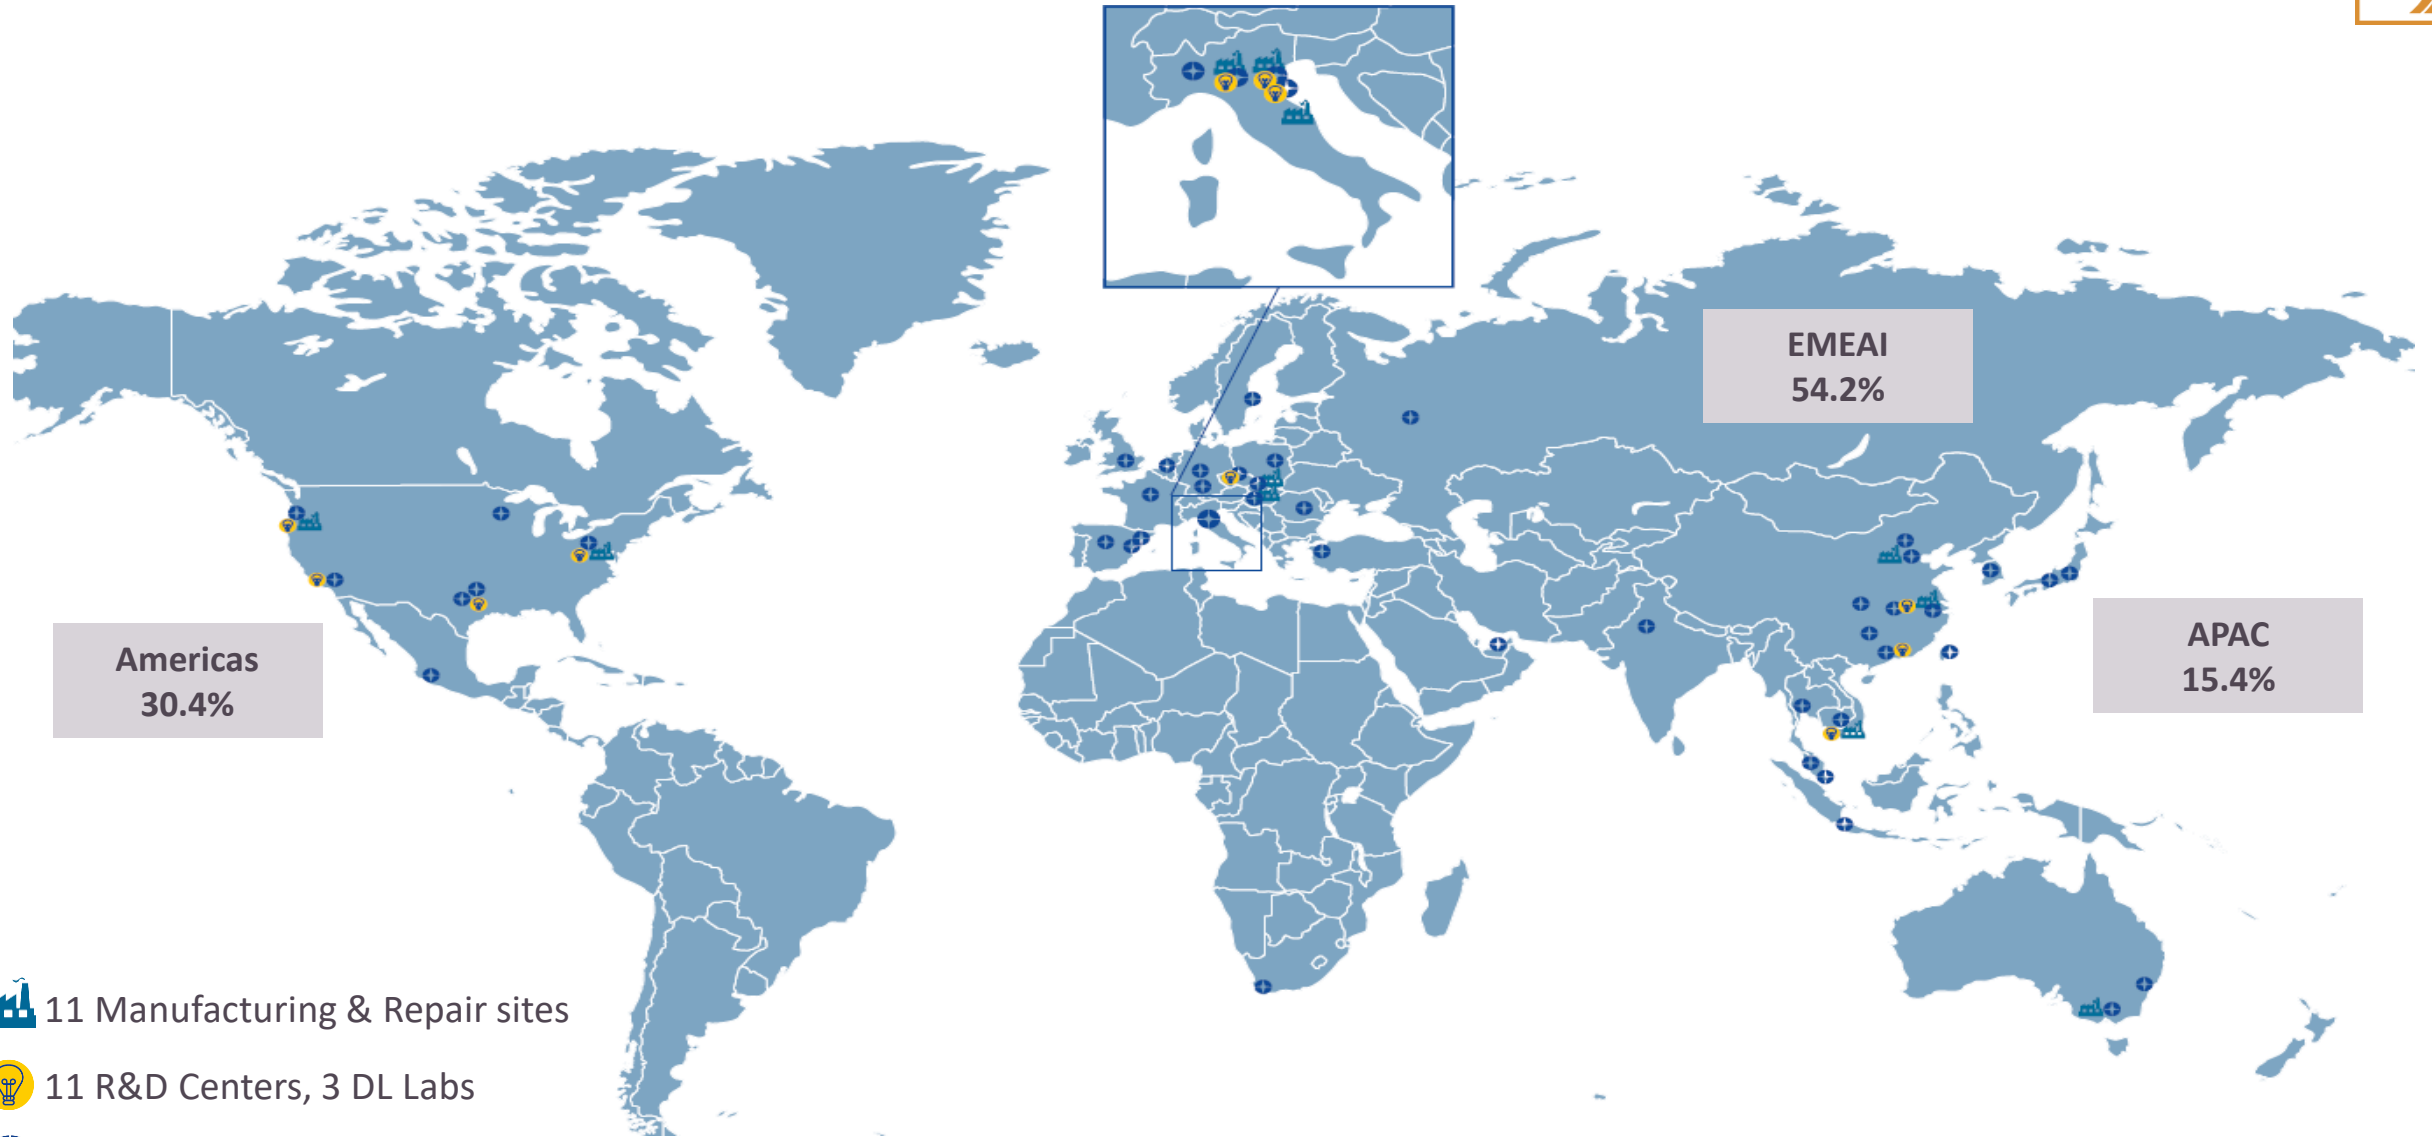 EMEAI
54.2%
Americas
30.4%
APAC
15.4%
11 Manufacturing & Repair sites
11 R&D Centers, 3 DL Labs